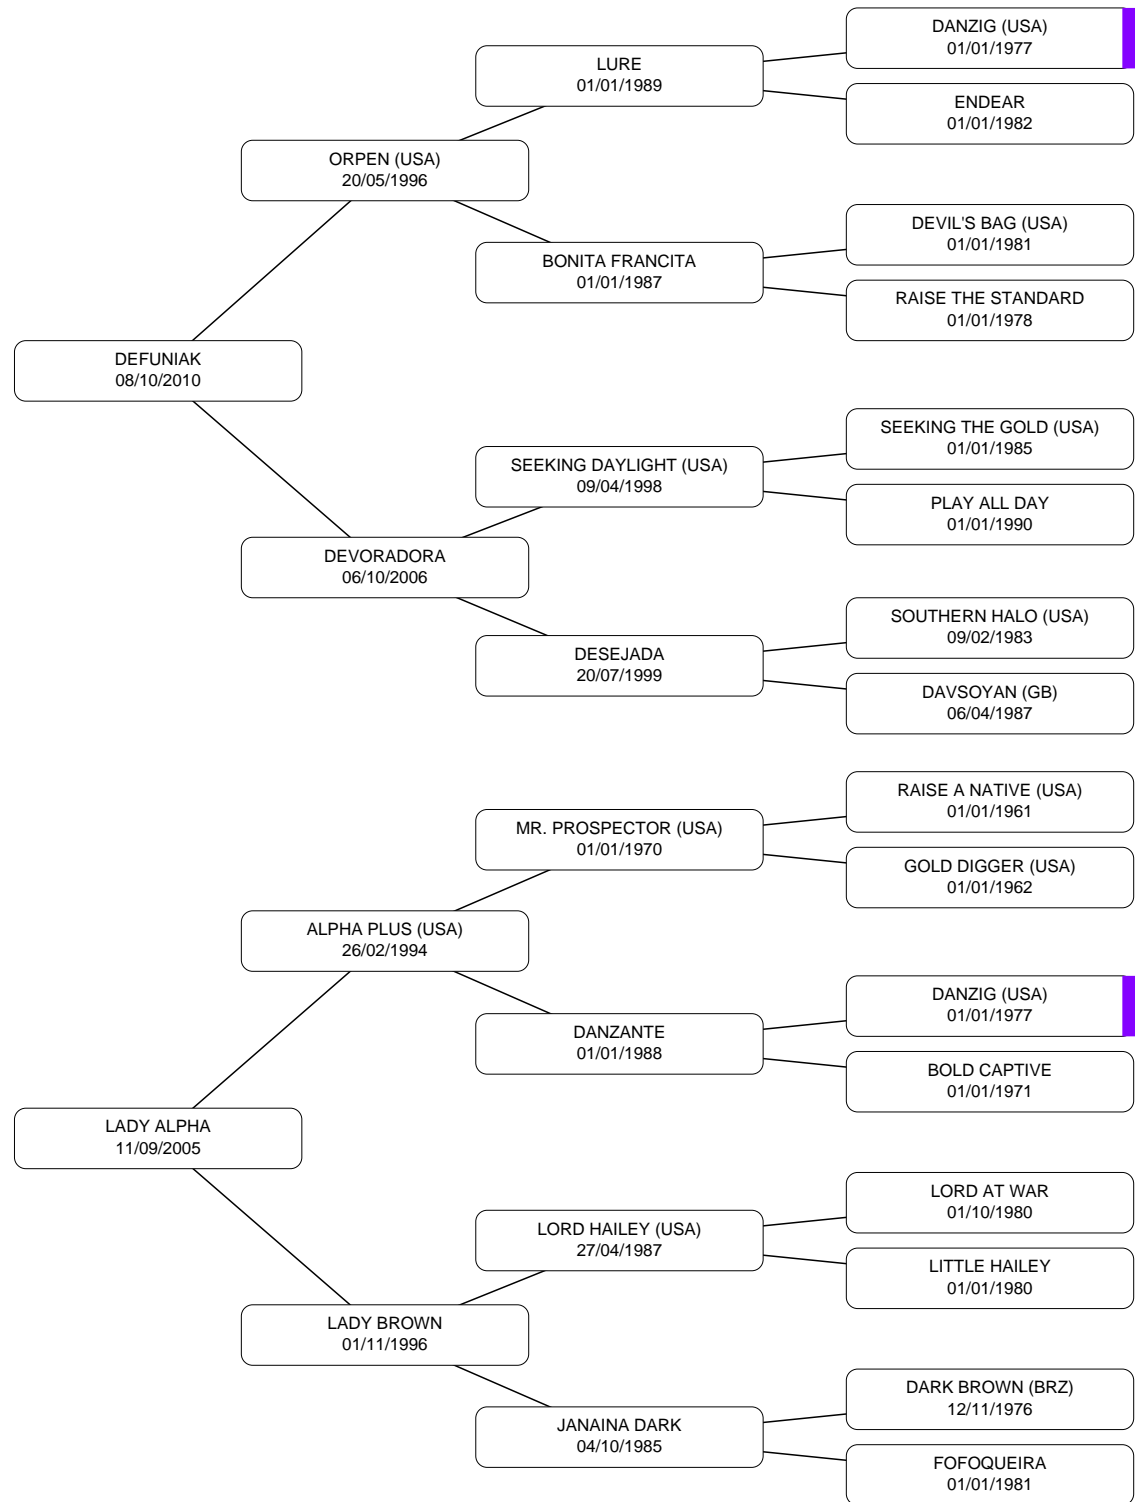 DANZIG (USA)
01/01/1977
LURE
01/01/1989
ENDEAR
01/01/1982
ORPEN (USA)
20/05/1996
DEVIL'S BAG (USA)
01/01/1981
BONITA FRANCITA
01/01/1987
RAISE THE STANDARD
01/01/1978
DEFUNIAK
08/10/2010
SEEKING THE GOLD (USA)
01/01/1985
SEEKING DAYLIGHT (USA)
09/04/1998
PLAY ALL DAY
01/01/1990
DEVORADORA
06/10/2006
SOUTHERN HALO (USA)
09/02/1983
DESEJADA
20/07/1999
DAVSOYAN (GB)
06/04/1987
RAISE A NATIVE (USA)
01/01/1961
MR. PROSPECTOR (USA)
01/01/1970
GOLD DIGGER (USA)
01/01/1962
ALPHA PLUS (USA)
26/02/1994
DANZIG (USA)
01/01/1977
DANZANTE
01/01/1988
BOLD CAPTIVE
01/01/1971
LADY ALPHA
11/09/2005
LORD AT WAR
01/10/1980
LORD HAILEY (USA)
27/04/1987
LITTLE HAILEY
01/01/1980
LADY BROWN
01/11/1996
DARK BROWN (BRZ)
12/11/1976
JANAINA DARK
04/10/1985
FOFOQUEIRA
01/01/1981